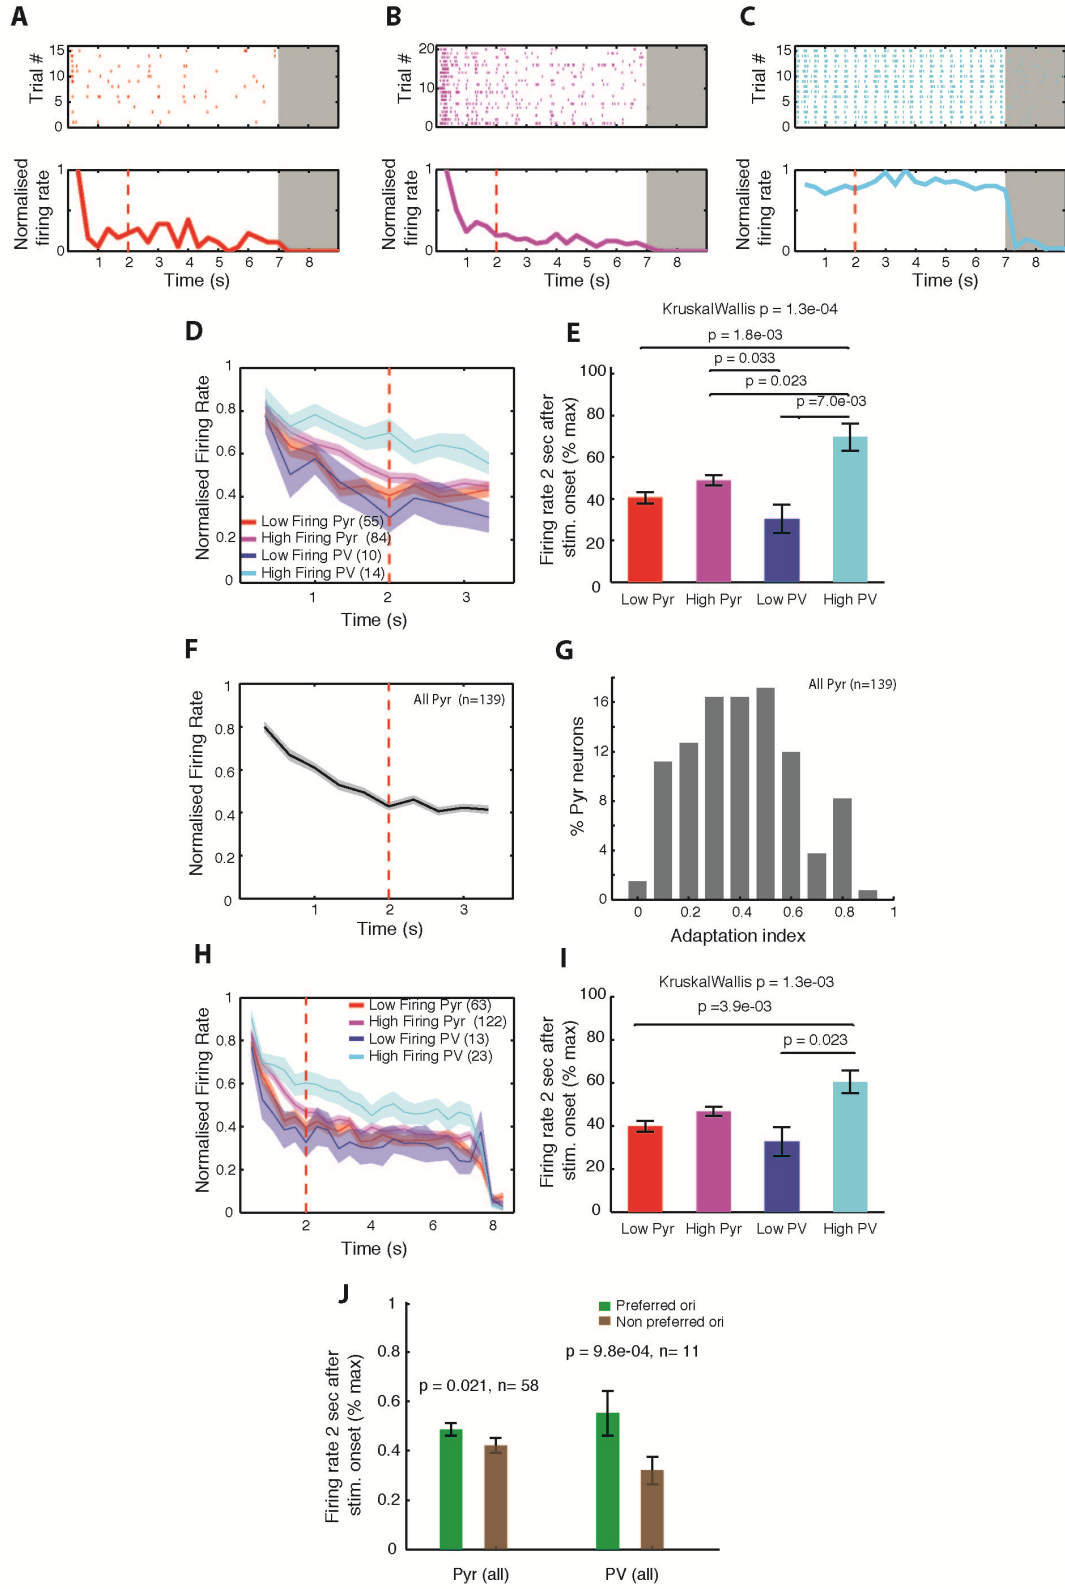 A
B
C
Trial #
15
10
5
0
Trial #
20
10
0
Trial #
15
10
5
0
Normalised
firing rate
1
0
1 2 3 4 5 6 7 8
Time (s)
Normalised
firing rate
1
0
1 2 3 4 5 6 7 8
Time (s)
Normalised
firing rate
1
0
1 2 3 4 5 6 7 8
Time (s)
D
Normalised Firing Rate
1
0.8
0.6
0.4
0.2
0
Low Firing Pyr (55)
High Firing Pyr (84)
Low Firing PV (10)
High Firing PV (14)
1 2 3
Time (s)
E
KruskalWallis p = 1.3e-04
p = 1.8e-03
p = 0.033
p = 0.023
p =7.0e-03
Firing rate 2 sec after
stim. onset (% max)
100
80
60
40
20
0
Low Pyr High Pyr Low PV High PV
F
Normalised Firing Rate
1
0.8
0.6
0.4
0.2
0
All Pyr (n=139)
1 2 3
Time (s)
G
All Pyr (n=139)
% Pyr neurons
16
12
8
4
0
0 0.2 0.4 0.6 0.8 1
Adaptation index
H
Normalised Firing Rate
1
0.8
0.6
0.4
0.2
0
Low Firing Pyr (63)
High Firing Pyr (122)
Low Firing PV (13)
High Firing PV (23)
2 4 6 8
Time (s)
I
KruskalWallis p = 1.3e-03
p =3.9e-03
p = 0.023
Firing rate 2 sec after
stim. onset (% max)
100
80
60
40
20
0
Low Pyr High Pyr Low PV High PV
J
Preferred ori
Non preferred ori
p = 9.8e-04, n= 11
p = 0.021, n= 58
Firing rate 2 sec after
stim. onset (% max)
1
0.8
0.6
0.4
0.2
0
Pyr (all) PV (all)